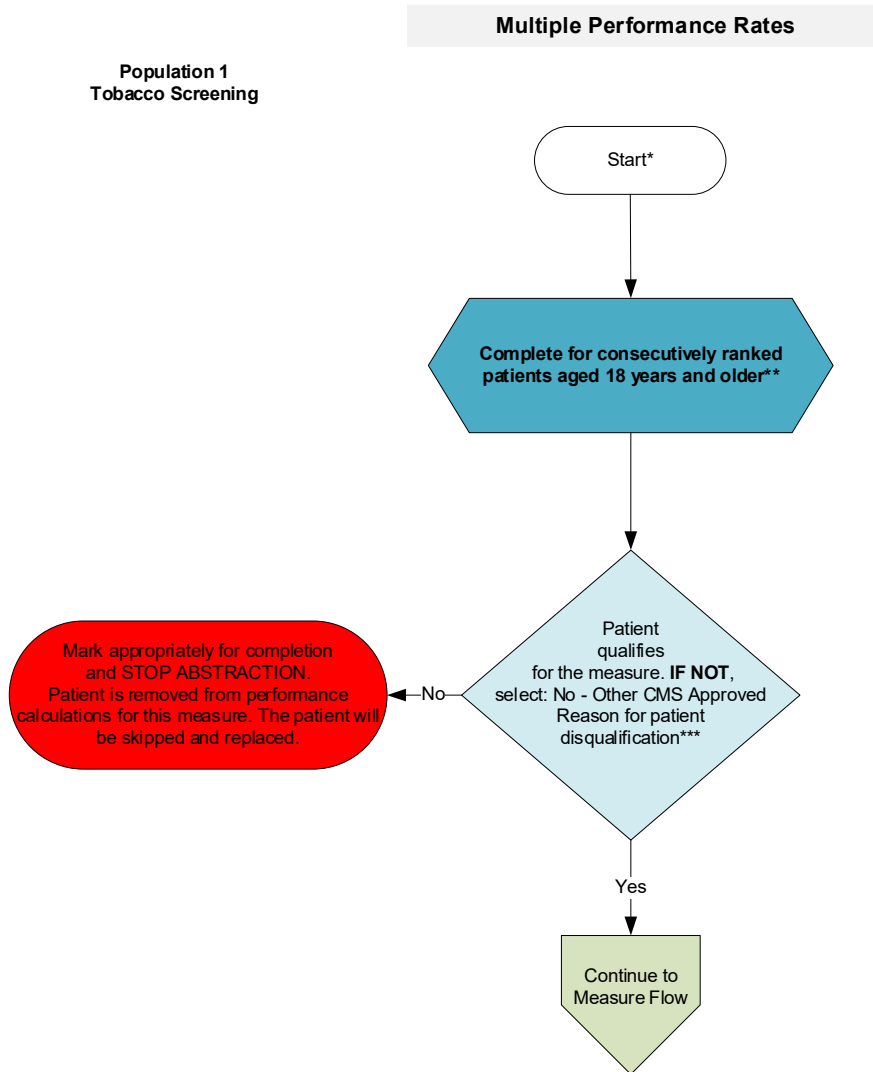 Multiple Performance Rates
Population 1
Tobacco Screening
Start*
Complete for consecutively ranked
patients aged 18 years and older**
Patient
qualifies
for the measure. IF NOT,
select: No - Other CMS Approved
Reason for patient
disqualification***
No
Mark appropriately for completion
and STOP ABSTRACTION.
Patient is removed from performance
calculations for this measure. The patient will
be skipped and replaced.
Yes
Continue to
Measure Flow